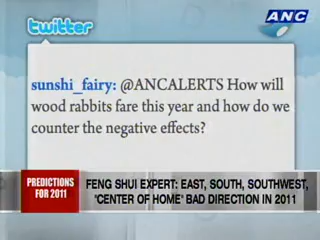 twitter
ANC
sunshi_fairy: @ANCALERTS How will
wood rabbits fare this year and how do we
counter the negative effects?
PREDICTIONS
FOR 2011
FENG SHUI EXPERT: EAST, SOUTH, SOUTHWEST,
'CENTER OF HOME' BAD DIRECTION IN 2011